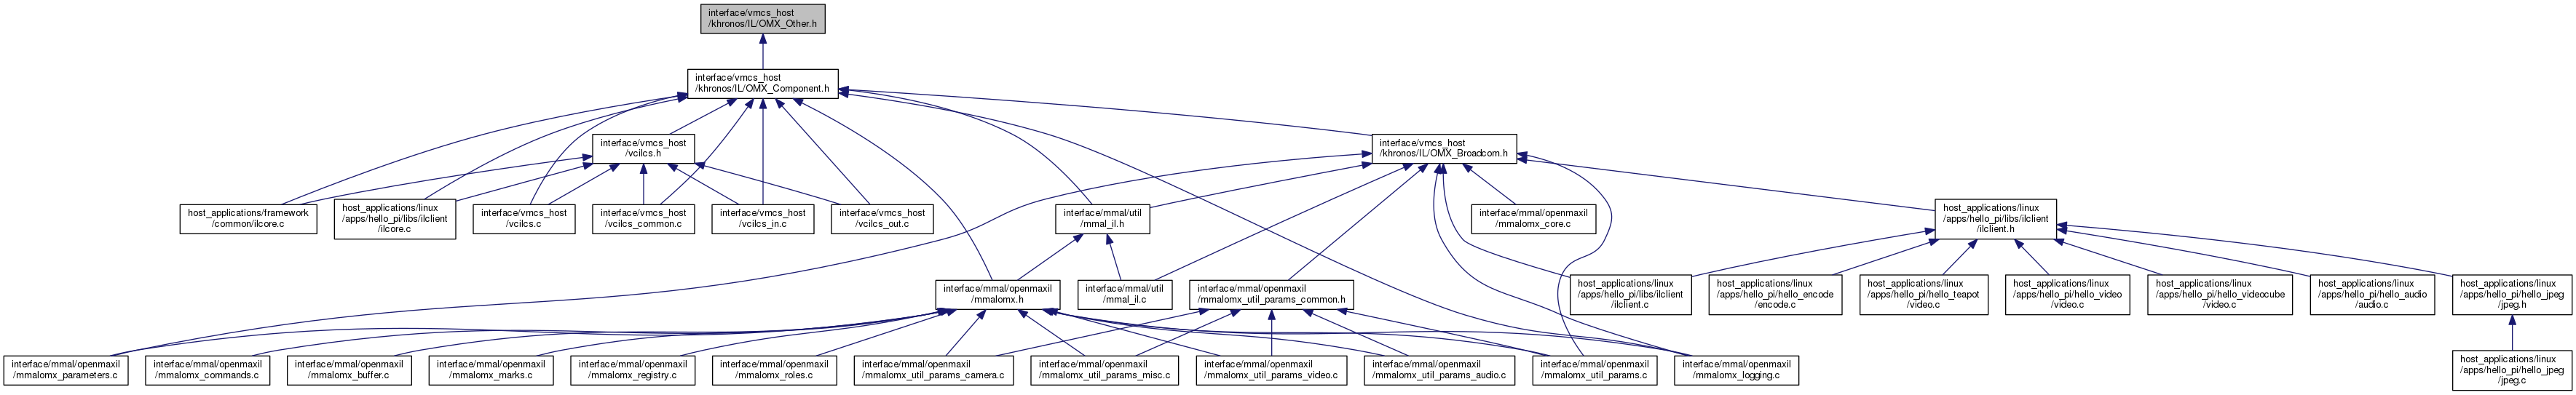 interface/vmcs_host
/khronos/IL/OMX_Other.h
interface/vmcs_host
/khronos/IL/OMX_Component.h
interface/vmcs_host
/vcilcs.h
interface/vmcs_host
/khronos/IL/OMX_Broadcom.h
host_applications/framework
/common/ilcore.c
host_applications/linux
/apps/hello_pi/libs/ilclient
/ilcore.c
interface/vmcs_host
/vcilcs.c
interface/vmcs_host
/vcilcs_common.c
interface/vmcs_host
/vcilcs_in.c
interface/vmcs_host
/vcilcs_out.c
interface/mmal/util
/mmal_il.h
interface/mmal/openmaxil
/mmalomx_core.c
host_applications/linux
/apps/hello_pi/libs/ilclient
/ilclient.h
interface/mmal/openmaxil
/mmalomx.h
interface/mmal/util
/mmal_il.c
interface/mmal/openmaxil
/mmalomx_util_params_common.h
host_applications/linux
/apps/hello_pi/libs/ilclient
/ilclient.c
host_applications/linux
/apps/hello_pi/hello_encode
/encode.c
host_applications/linux
/apps/hello_pi/hello_teapot
/video.c
host_applications/linux
/apps/hello_pi/hello_video
/video.c
host_applications/linux
/apps/hello_pi/hello_videocube
/video.c
host_applications/linux
/apps/hello_pi/hello_audio
/audio.c
host_applications/linux
/apps/hello_pi/hello_jpeg
/jpeg.h
interface/mmal/openmaxil
/mmalomx_parameters.c
interface/mmal/openmaxil
/mmalomx_commands.c
interface/mmal/openmaxil
/mmalomx_buffer.c
interface/mmal/openmaxil
/mmalomx_marks.c
interface/mmal/openmaxil
/mmalomx_registry.c
interface/mmal/openmaxil
/mmalomx_roles.c
interface/mmal/openmaxil
/mmalomx_util_params_camera.c
interface/mmal/openmaxil
/mmalomx_util_params_misc.c
interface/mmal/openmaxil
/mmalomx_util_params_video.c
interface/mmal/openmaxil
/mmalomx_util_params_audio.c
interface/mmal/openmaxil
/mmalomx_util_params.c
interface/mmal/openmaxil
/mmalomx_logging.c
host_applications/linux
/apps/hello_pi/hello_jpeg
/jpeg.c